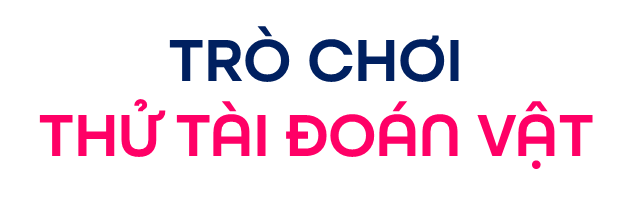 TRÒ CHƠI
THỬ TÀI ĐOÁN VẬT